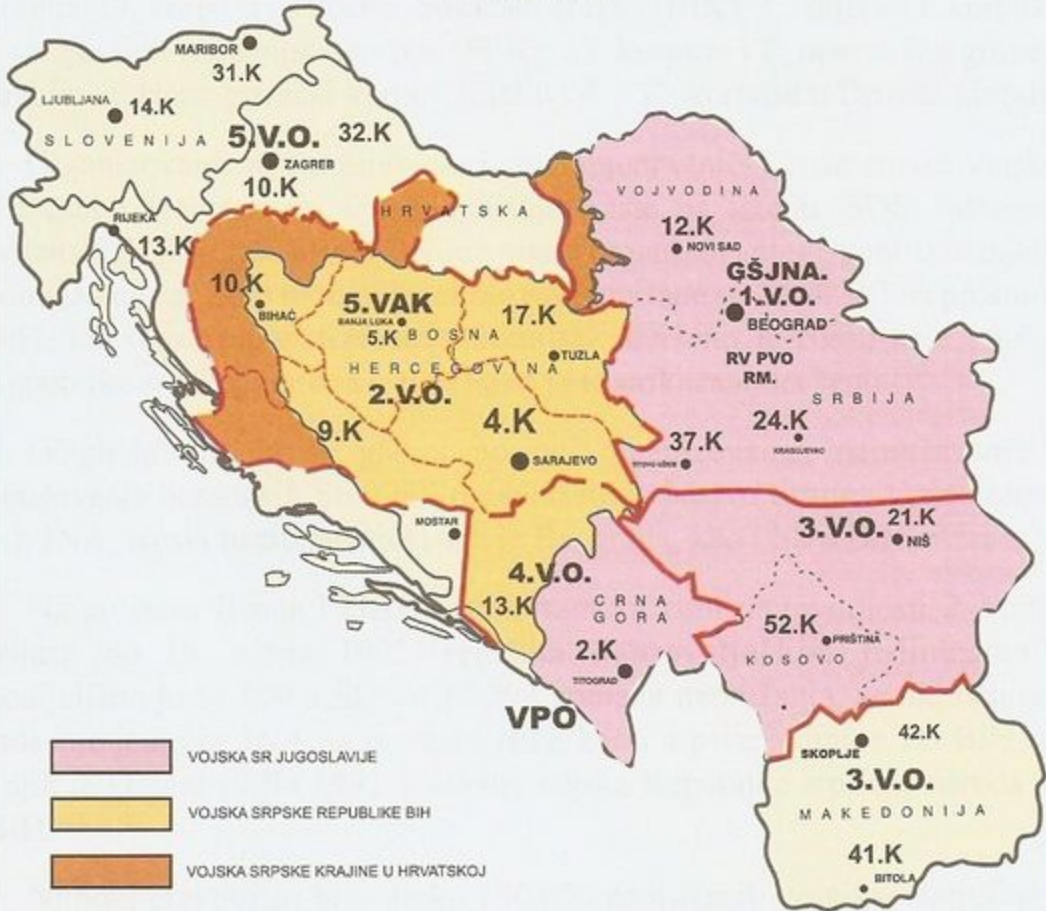 MARIBOR
31.K
LJUBLJANA
14.K
SLOVENIJA
5.V.O.
32.K
ZAGREB
10.K
RIJEKA
13.K
HRVATSKA
VOJVODINA
12.K
NOVI SAD
GŠJNA.
1.V.O.
BEOGRAD
RV PVO
RM.
SRBIJA
24.K
KRAGUJEVAC
37.K
TITOVO UŽICE
10.K
BIHAĆ
5.VAK
BANJA LUKA
5.K
BOSNA
17.K
TUZLA
HERCEGOVINA
2.V.O.
9.K
4.K
SARAJEVO
MOSTAR
4.V.O.
13.K
CRNA
GORA
2.K
TITOGRAD
VPO
3.V.O.
21.K
NIŠ
52.K
PRIŠTINA
KOSOVO
42.K
SKOPLJE
3.V.O.
MAKEDONIJA
41.K
BITOLA
VOJSKA SR JUGOSLAVIJE
VOJSKA SRPSKE REPUBLIKE BIH
VOJSKA SRPSKE KRAJINE U HRVATSKOJ